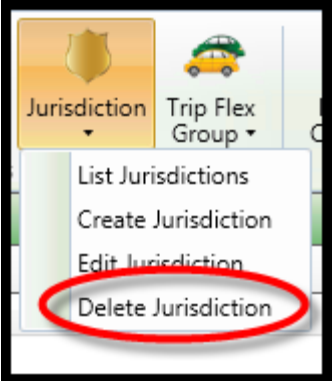 Jurisdiction
Trip Flex
Group
List Jurisdictions
Create Jurisdiction
Edit Jurisdiction
Delete Jurisdiction